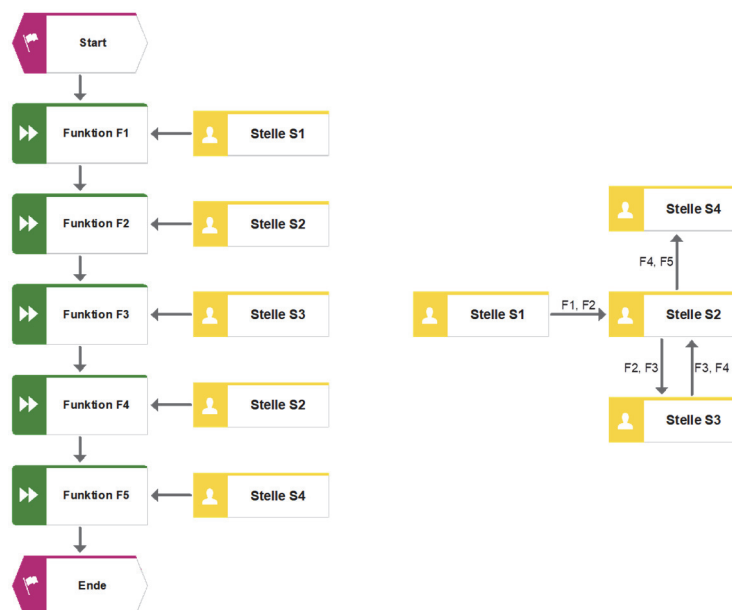 Start
Funktion F1
Stelle S1
Funktion F2
Stelle S2
Funktion F3
Stelle S3
Funktion F4
Stelle S2
Funktion F5
Stelle S4
Ende
Stelle S4
F4, F5
Stelle S1
F1, F2
Stelle S2
F2, F3
F3, F4
Stelle S3